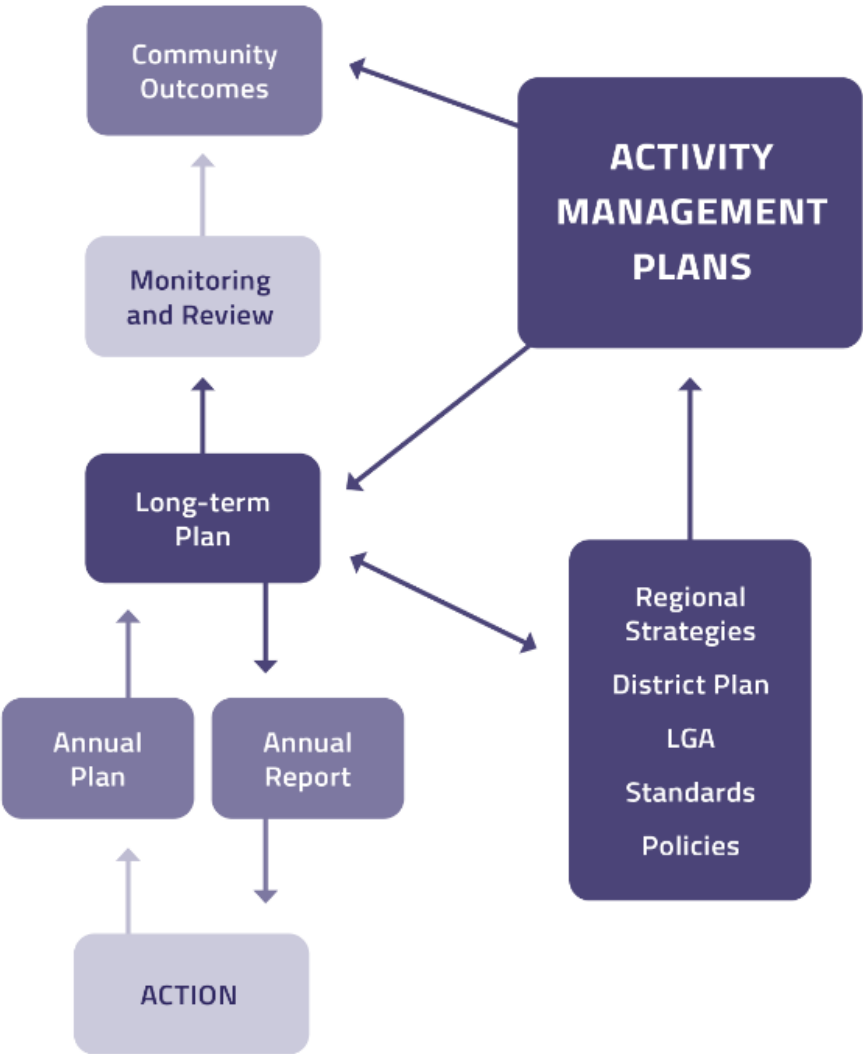 Community
Outcomes
ACTIVITY
MANAGEMENT
PLANS
Monitoring
and Review
Long-term
Plan
Regional
Strategies
District Plan
LGA
Standards
Policies
Annual
Plan
Annual
Report
ACTION